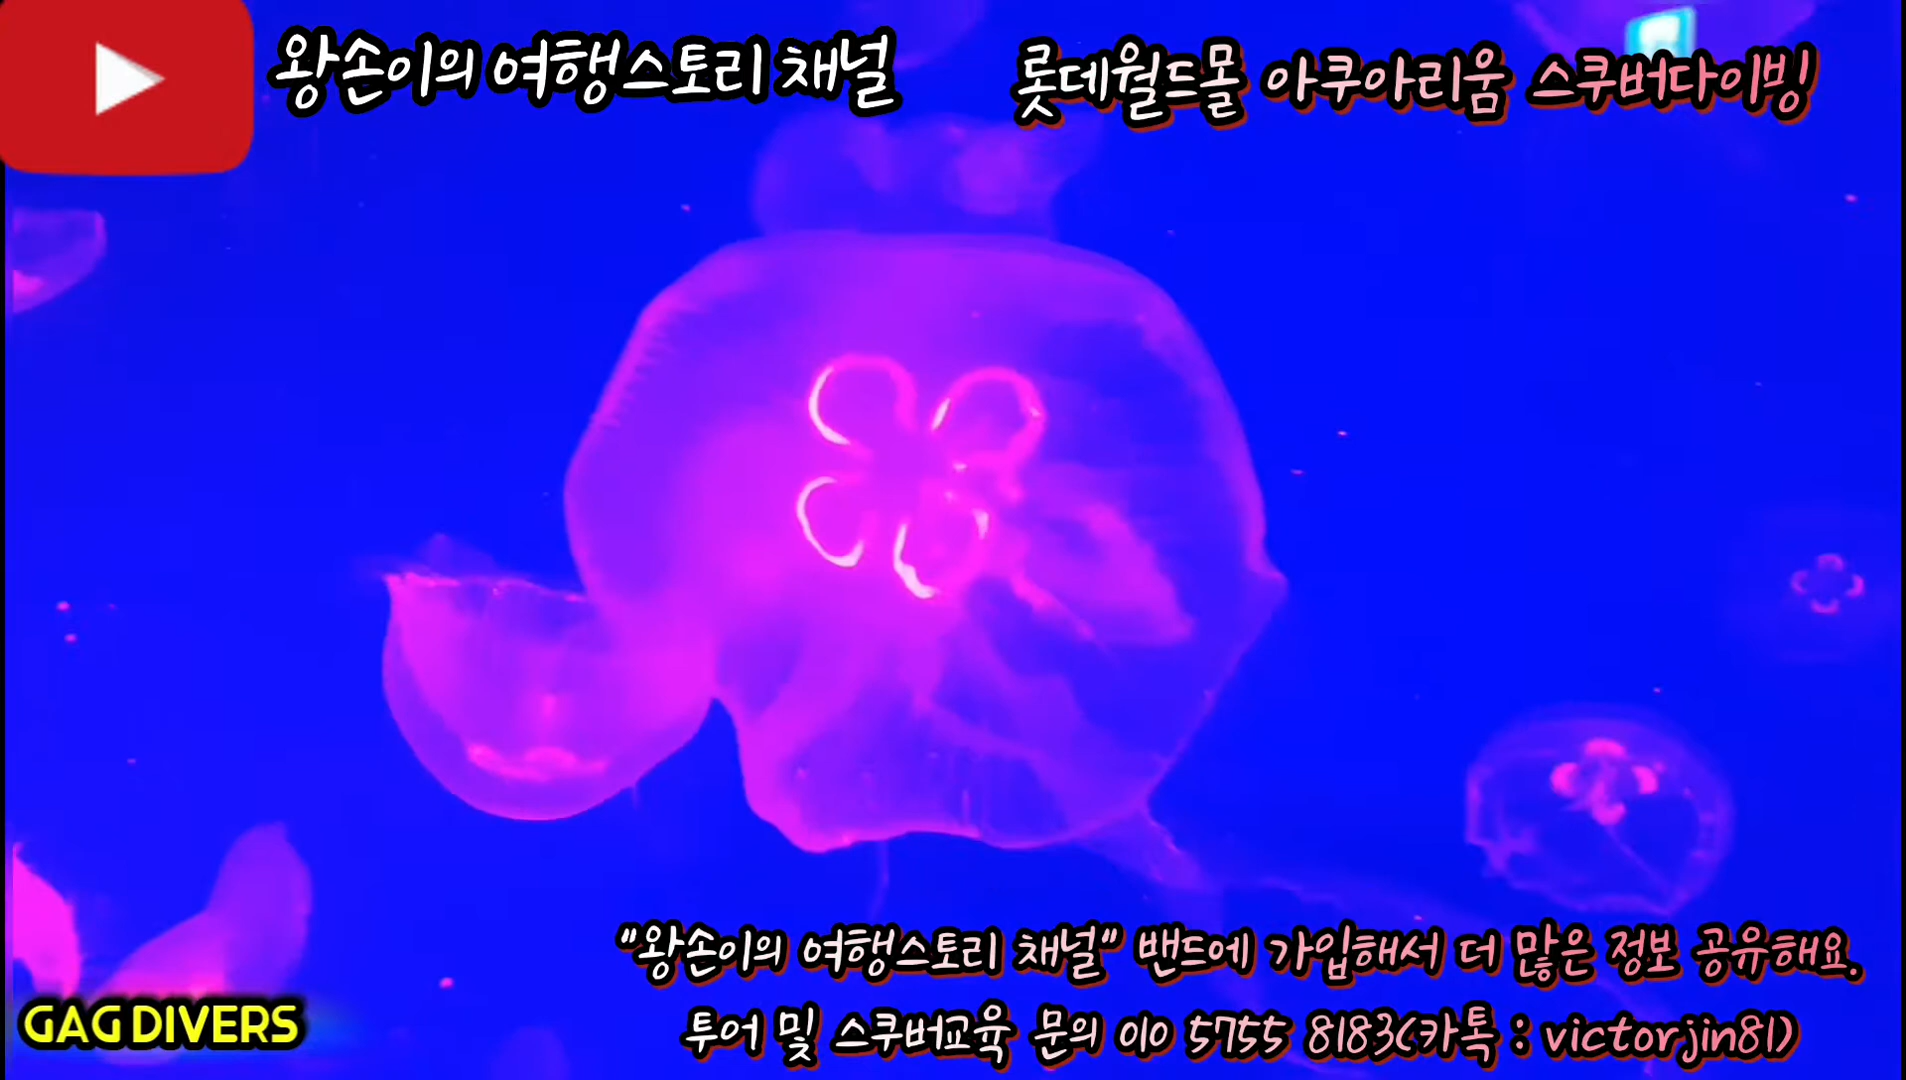 왕손이의 여행스토리 채널
롯데월드몰 아쿠아리움 스쿠버다이빙
"왕손이의 여행스토리 채널" 밴드에 가입해서 더 많은 정보 공유해요.
투어 및 스쿠버교육 문의 010 5755 8183(카톡 : victorjin81)
GAG DIVERS